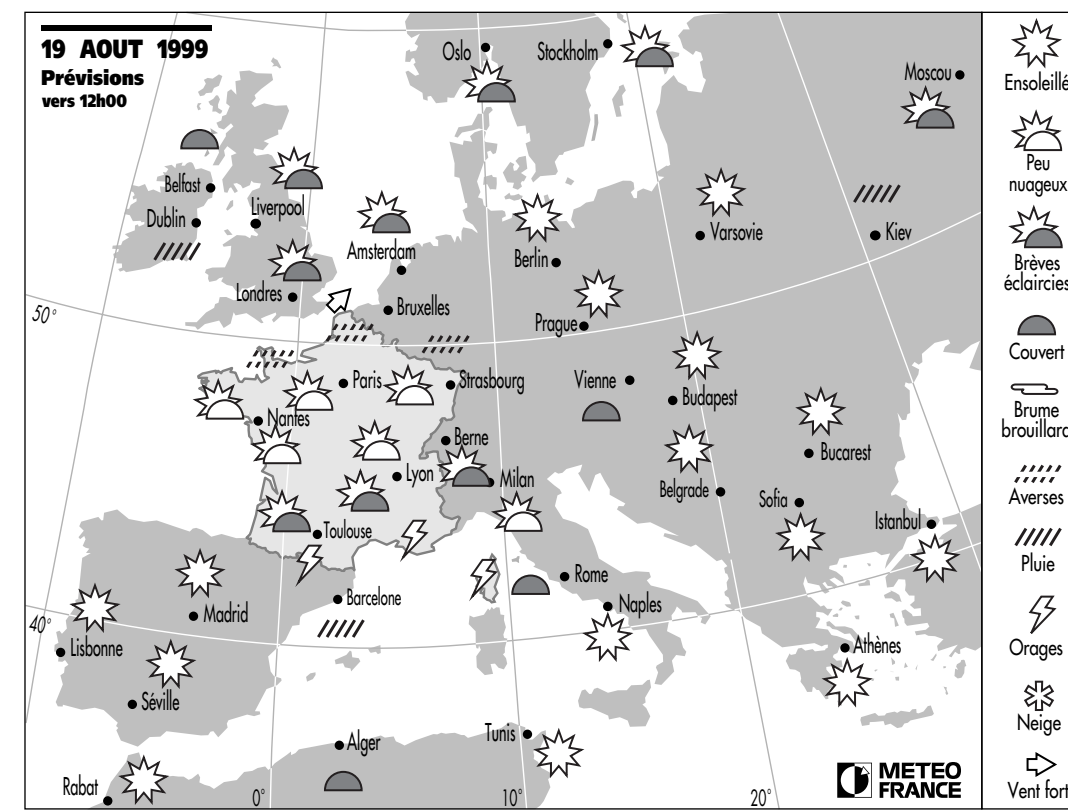 19 AOUT 1999
Prévisions
vers 12h00
Oslo
Stockholm
Moscou
Belfast
Dublin
Liverpool
Amsterdam
Varsovie
Kiev
Berlin
Londres
Bruxelles
50°
Prague
Paris
Strasbourg
Vienne
Budapest
Nantes
Berne
Bucarest
Lyon
Milan
Belgrade
Sofia
Istanbul
Toulouse
Rome
Barcelone
Naples
Madrid
40°
Lisbonne
Athènes
Séville
Alger
Tunis
Rabat
0°
10°
20°
METEO
FRANCE
Ensoleillé
Peu
nuageux
Brèves
éclaircies
Couvert
Brume
brouillard
Averses
Pluie
Orages
Neige
Vent fort